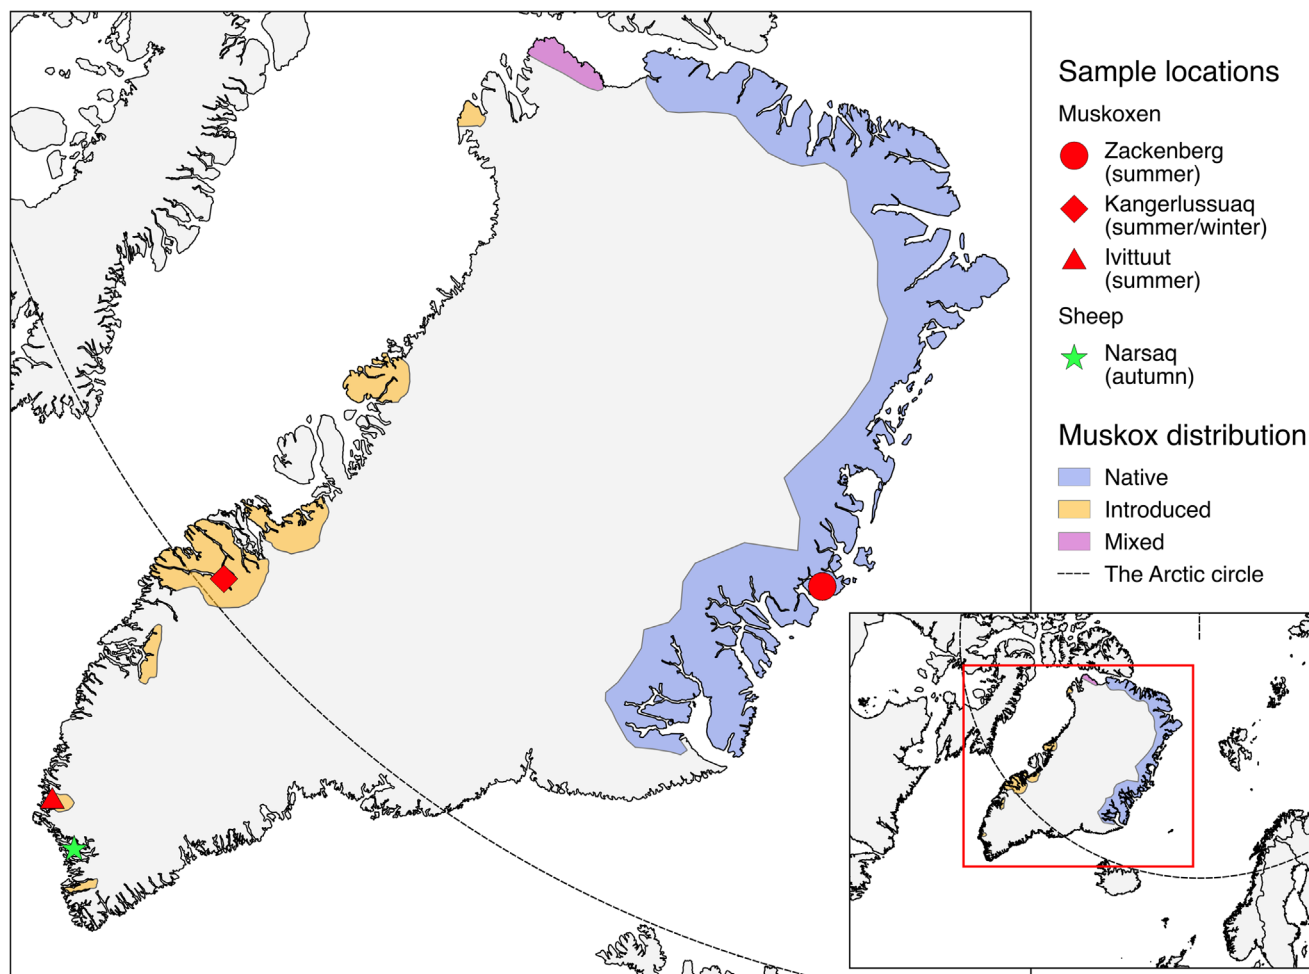 Sample locations
Muskoxen
Zackenberg
(summer)
Kangerlussuaq
(summer/winter)
Ivittuut
(summer)
Sheep
Narsaq
(autumn)
Muskox distribution
Native
Introduced
Mixed
The Arctic circle